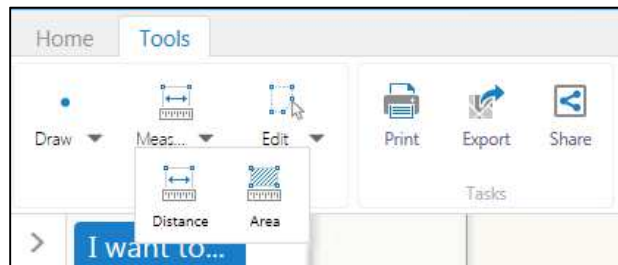 Home Tools
Draw Meas... Edit Print Export Share
Distance Area
Tasks
I want to...